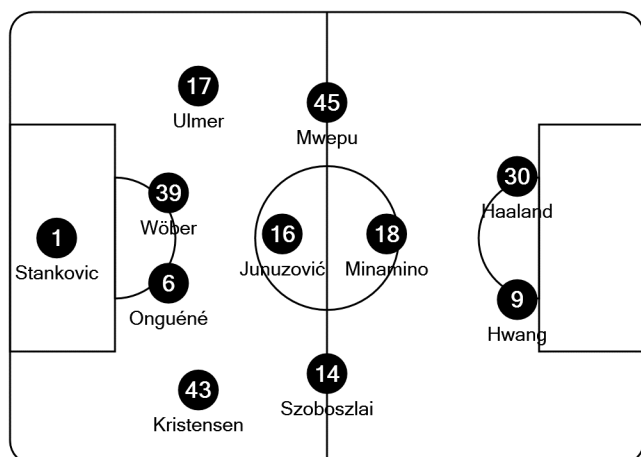 17
Ulmer
45
Mwepu
39
Wöber
30
Haaland
1
Stankovic
16
Junuzović
18
Minamino
6
Onguéné
9
Hwang
43
Kristensen
14
Szoboszlai